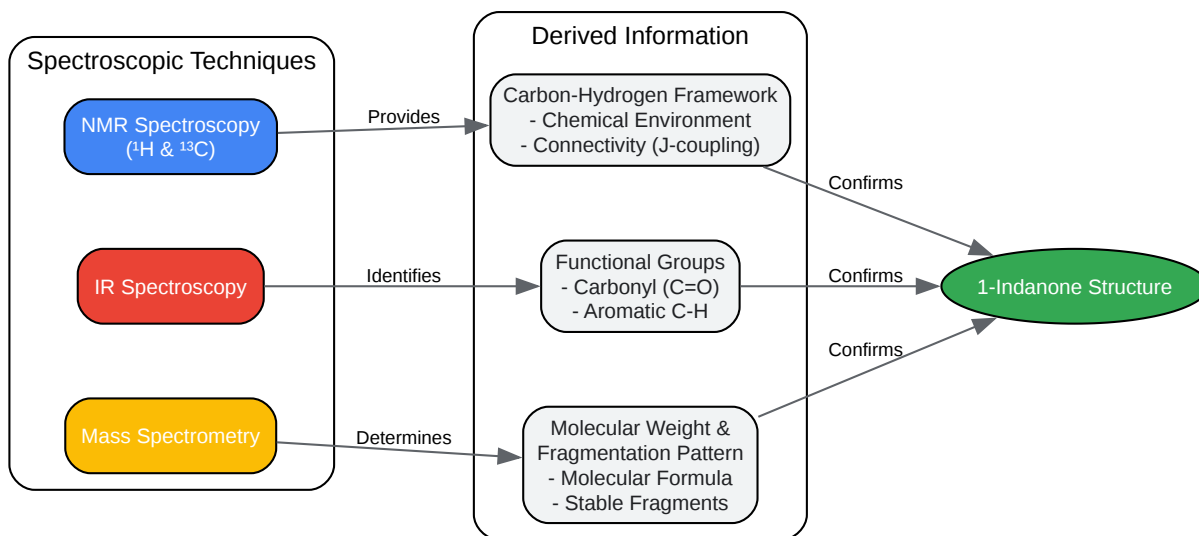 Spectroscopic Techniques
NMR Spectroscopy
(¹H & ¹³C)
IR Spectroscopy
Mass Spectrometry
Provides
Identifies
Determines
Derived Information
Carbon-Hydrogen Framework
- Chemical Environment
- Connectivity (J-coupling)
Functional Groups
- Carbonyl (C=O)
- Aromatic C-H
Molecular Weight &
Fragmentation Pattern
- Molecular Formula
- Stable Fragments
Confirms
Confirms
Confirms
1-Indanone Structure